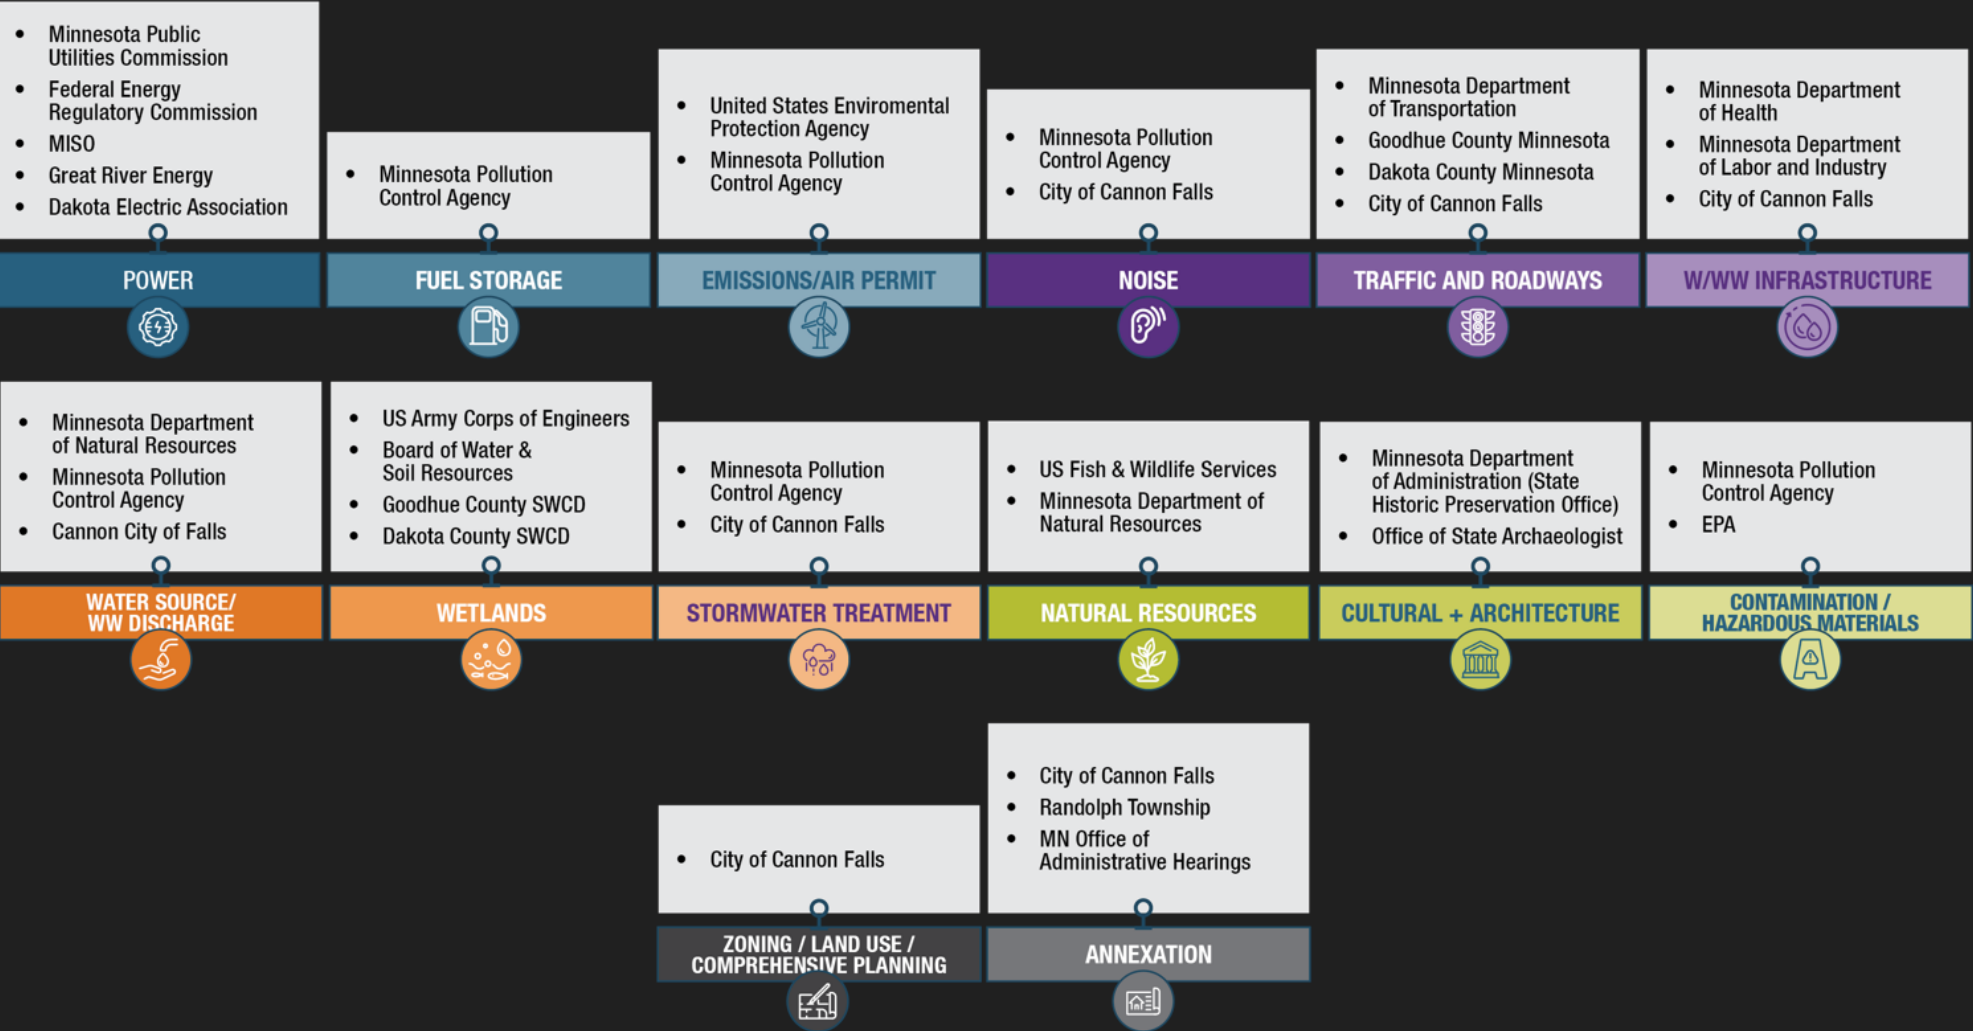 • Minnesota Public
Utilities Commission
• Federal Energy
Regulatory Commission
• MISO
• Great River Energy
• Dakota Electric Association
POWER
• Minnesota Pollution
Control Agency
FUEL STORAGE
• United States Enviromental
Protection Agency
• Minnesota Pollution
Control Agency
EMISSIONS/AIR PERMIT
• Minnesota Pollution
Control Agency
• City of Cannon Falls
NOISE
• Minnesota Department
of Transportation
• Goodhue County Minnesota
• Dakota County Minnesota
• City of Cannon Falls
TRAFFIC AND ROADWAYS
• Minnesota Department
of Health
• Minnesota Department
of Labor and Industry
• City of Cannon Falls
W/WW INFRASTRUCTURE
• Minnesota Department
of Natural Resources
• Minnesota Pollution
Control Agency
• Cannon City of Falls
WATER SOURCE/
WW DISCHARGE
• US Army Corps of Engineers
• Board of Water &
Soil Resources
• Goodhue County SWCD
• Dakota County SWCD
WETLANDS
• Minnesota Pollution
Control Agency
• City of Cannon Falls
STORMWATER TREATMENT
• US Fish & Wildlife Services
• Minnesota Department of
Natural Resources
NATURAL RESOURCES
• Minnesota Department
of Administration (State
Historic Preservation Office)
• Office of State Archaeologist
CULTURAL + ARCHITECTURE
• Minnesota Pollution
Control Agency
• EPA
CONTAMINATION /
HAZARDOUS MATERIALS
• City of Cannon Falls
ZONING / LAND USE /
COMPREHENSIVE PLANNING
• City of Cannon Falls
• Randolph Township
• MN Office of
Administrative Hearings
ANNEXATION